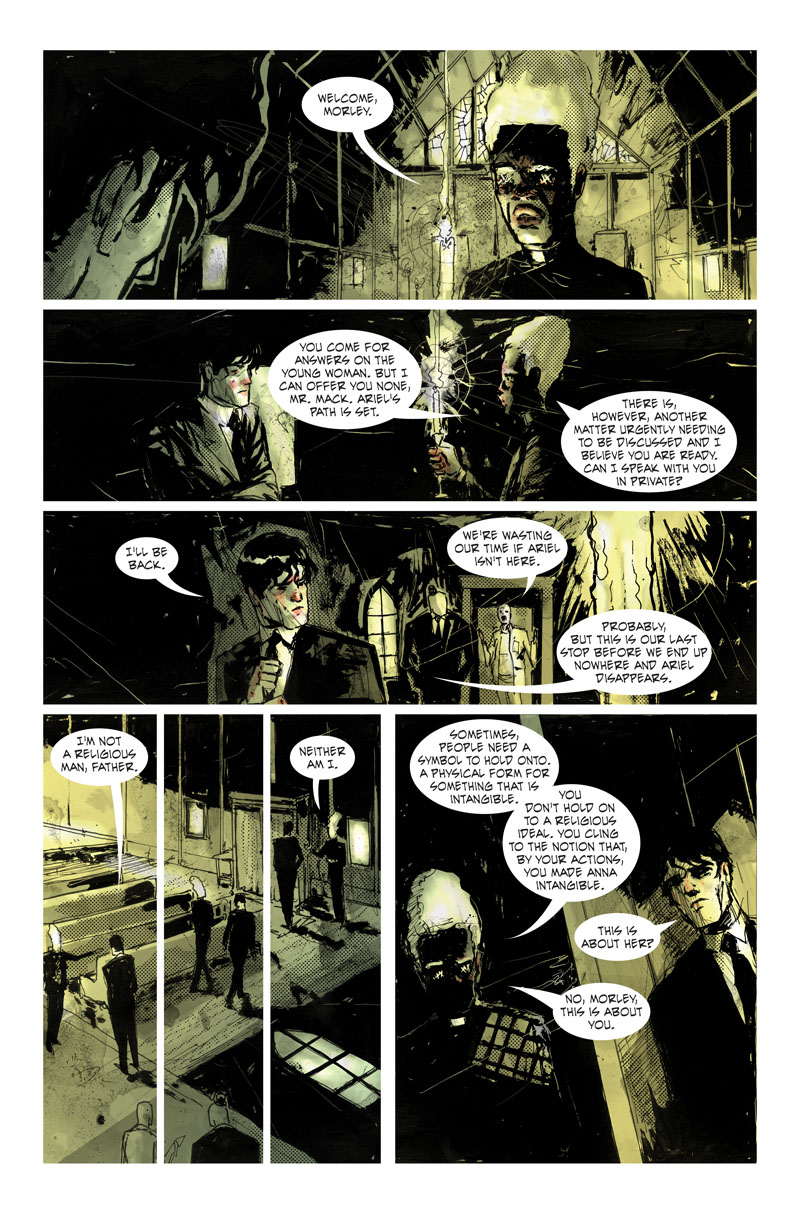 WELCOME,
MORLEY.
YOU COME FOR
ANSWERS ON THE
YOUNG WOMAN. BUT I
CAN OFFER YOU NONE,
MR. MACK. ARIEL'S
PATH IS SET.
THERE IS,
HOWEVER, ANOTHER
MATTER URGENTLY NEEDING
TO BE DISCUSSED AND I
BELIEVE YOU ARE READY.
CAN I SPEAK WITH YOU
IN PRIVATE?
I'LL BE
BACK.
WE'RE WASTING
OUR TIME IF ARIEL
ISN'T HERE.
PROBABLY,
BUT THIS IS OUR LAST
STOP BEFORE WE END UP
NOWHERE AND ARIEL
DISAPPEARS.
I'M NOT
A RELIGIOUS
MAN, FATHER.
NEITHER
AM I.
SOMETIMES,
PEOPLE NEED A
SYMBOL TO HOLD ONTO.
A PHYSICAL FORM FOR
SOMETHING THAT IS
INTANGIBLE.
YOU
DON'T HOLD ON
TO A RELIGIOUS
IDEAL. YOU CLING
TO THE NOTION THAT,
BY YOUR ACTIONS,
YOU MADE ANNA
INTANGIBLE.
THIS IS
ABOUT HER?
NO, MORLEY,
THIS IS ABOUT
YOU.